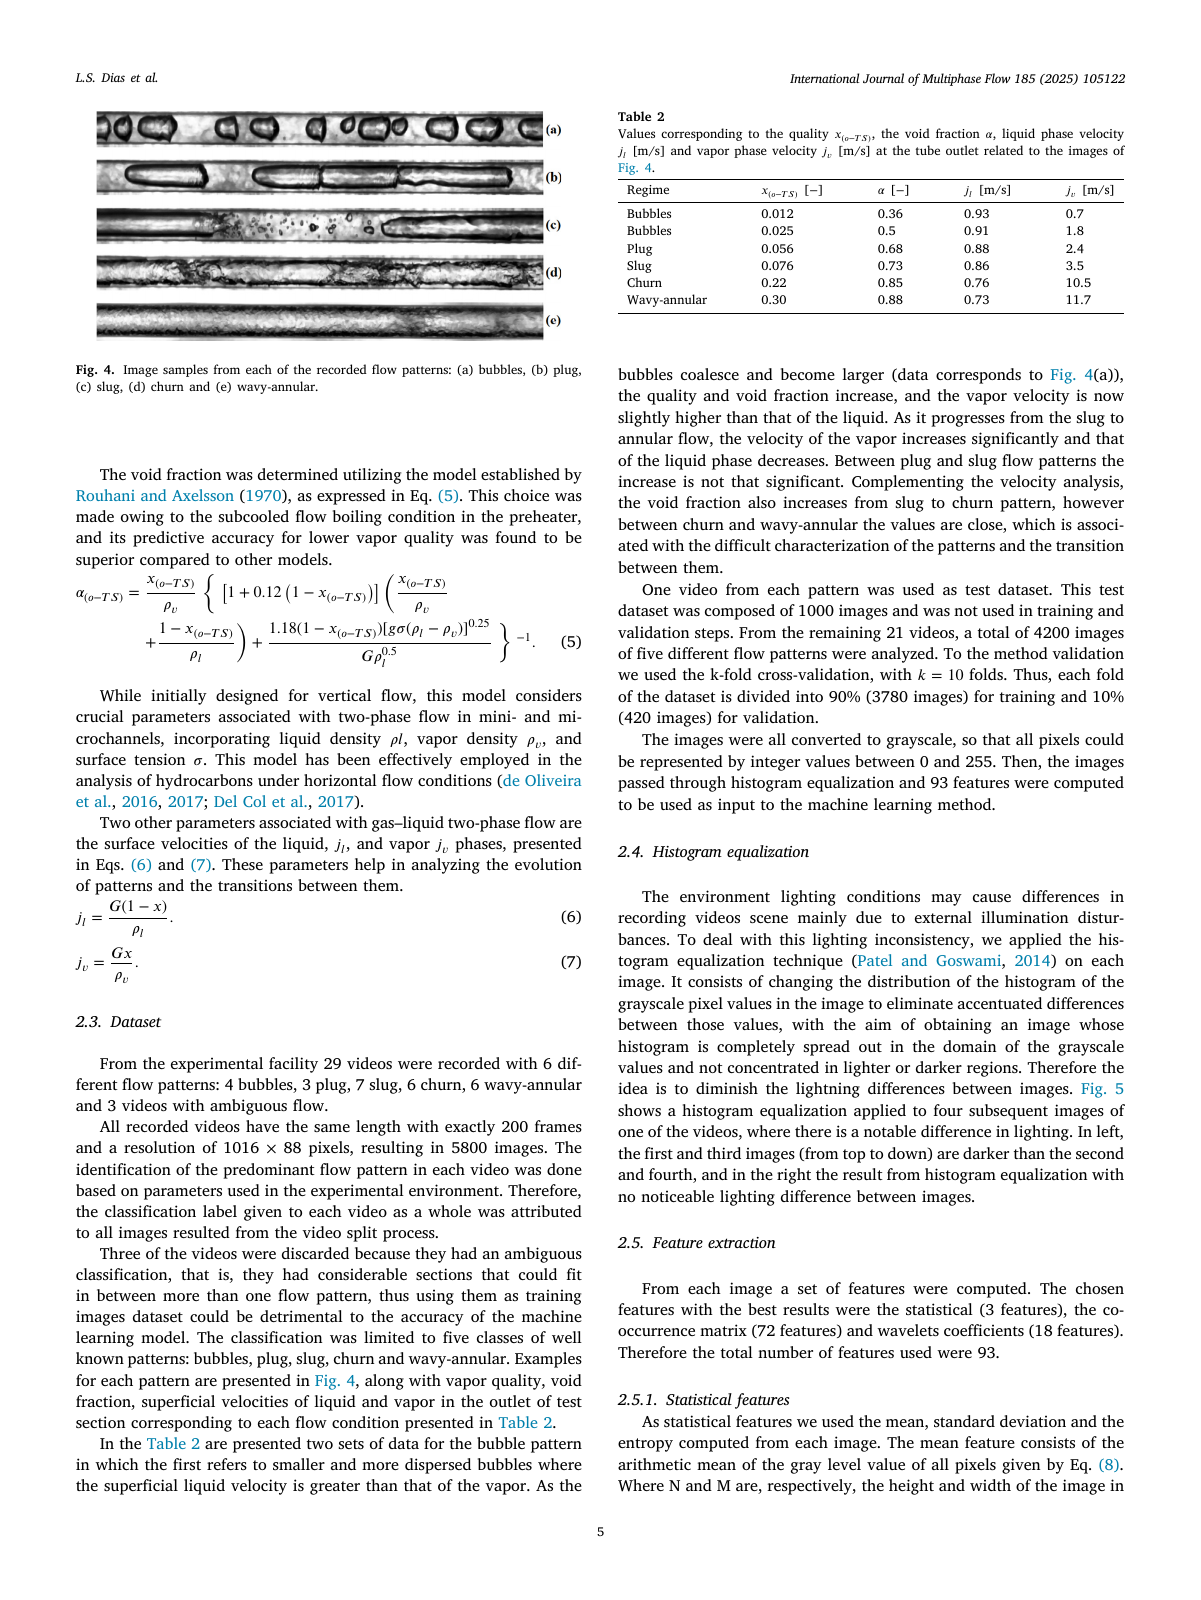 L.S. Dias et al.
International Journal of Multiphase Flow 185 (2025) 105122
(a)
(b)
(c)
(d)
(e)
Fig. 4. Image samples from each of the recorded flow patterns: (a) bubbles, (b) plug,
(c) slug, (d) churn and (e) wavy-annular.
The void fraction was determined utilizing the model established by
Rouhani and Axelsson (1970), as expressed in Eq. (5). This choice was
made owing to the subcooled flow boiling condition in the preheater,
and its predictive accuracy for lower vapor quality was found to be
superior compared to other models.
α(o−TS) = x(o−TS)/ρv { [1 + 0.12 (1 − x(o−TS))] ( x(o−TS)/ρv
+ (1 − x(o−TS))/ρl ) + 1.18(1 − x(o−TS))[gσ(ρl − ρv)]^0.25 / Gρl^0.5 }^−1. (5)
While initially designed for vertical flow, this model considers
crucial parameters associated with two-phase flow in mini- and mi-
crochannels, incorporating liquid density ρl, vapor density ρv, and
surface tension σ. This model has been effectively employed in the
analysis of hydrocarbons under horizontal flow conditions (de Oliveira
et al., 2016, 2017; Del Col et al., 2017).
Two other parameters associated with gas–liquid two-phase flow are
the surface velocities of the liquid, jl, and vapor jv phases, presented
in Eqs. (6) and (7). These parameters help in analyzing the evolution
of patterns and the transitions between them.
jl = G(1 − x)/ρl. (6)
jv = Gx/ρv. (7)
2.3. Dataset
From the experimental facility 29 videos were recorded with 6 dif-
ferent flow patterns: 4 bubbles, 3 plug, 7 slug, 6 churn, 6 wavy-annular
and 3 videos with ambiguous flow.
All recorded videos have the same length with exactly 200 frames
and a resolution of 1016 × 88 pixels, resulting in 5800 images. The
identification of the predominant flow pattern in each video was done
based on parameters used in the experimental environment. Therefore,
the classification label given to each video as a whole was attributed
to all images resulted from the video split process.
Three of the videos were discarded because they had an ambiguous
classification, that is, they had considerable sections that could fit
in between more than one flow pattern, thus using them as training
images dataset could be detrimental to the accuracy of the machine
learning model. The classification was limited to five classes of well
known patterns: bubbles, plug, slug, churn and wavy-annular. Examples
for each pattern are presented in Fig. 4, along with vapor quality, void
fraction, superficial velocities of liquid and vapor in the outlet of test
section corresponding to each flow condition presented in Table 2.
In the Table 2 are presented two sets of data for the bubble pattern
in which the first refers to smaller and more dispersed bubbles where
the superficial liquid velocity is greater than that of the vapor. As the
Table 2
Values corresponding to the quality x(o−TS), the void fraction α, liquid phase velocity
jl [m/s] and vapor phase velocity jv [m/s] at the tube outlet related to the images of
Fig. 4.
Regime x(o−TS) [−] α [−] jl [m/s] jv [m/s]
Bubbles 0.012 0.36 0.93 0.7
Bubbles 0.025 0.5 0.91 1.8
Plug 0.056 0.68 0.88 2.4
Slug 0.076 0.73 0.86 3.5
Churn 0.22 0.85 0.76 10.5
Wavy-annular 0.30 0.88 0.73 11.7
bubbles coalesce and become larger (data corresponds to Fig. 4(a)),
the quality and void fraction increase, and the vapor velocity is now
slightly higher than that of the liquid. As it progresses from the slug to
annular flow, the velocity of the vapor increases significantly and that
of the liquid phase decreases. Between plug and slug flow patterns the
increase is not that significant. Complementing the velocity analysis,
the void fraction also increases from slug to churn pattern, however
between churn and wavy-annular the values are close, which is associ-
ated with the difficult characterization of the patterns and the transition
between them.
One video from each pattern was used as test dataset. This test
dataset was composed of 1000 images and was not used in training and
validation steps. From the remaining 21 videos, a total of 4200 images
of five different flow patterns were analyzed. To the method validation
we used the k-fold cross-validation, with k = 10 folds. Thus, each fold
of the dataset is divided into 90% (3780 images) for training and 10%
(420 images) for validation.
The images were all converted to grayscale, so that all pixels could
be represented by integer values between 0 and 255. Then, the images
passed through histogram equalization and 93 features were computed
to be used as input to the machine learning method.
2.4. Histogram equalization
The environment lighting conditions may cause differences in
recording videos scene mainly due to external illumination distur-
bances. To deal with this lighting inconsistency, we applied the his-
togram equalization technique (Patel and Goswami, 2014) on each
image. It consists of changing the distribution of the histogram of the
grayscale pixel values in the image to eliminate accentuated differences
between those values, with the aim of obtaining an image whose
histogram is completely spread out in the domain of the grayscale
values and not concentrated in lighter or darker regions. Therefore the
idea is to diminish the lightning differences between images. Fig. 5
shows a histogram equalization applied to four subsequent images of
one of the videos, where there is a notable difference in lighting. In left,
the first and third images (from top to down) are darker than the second
and fourth, and in the right the result from histogram equalization with
no noticeable lighting difference between images.
2.5. Feature extraction
From each image a set of features were computed. The chosen
features with the best results were the statistical (3 features), the co-
occurrence matrix (72 features) and wavelets coefficients (18 features).
Therefore the total number of features used were 93.
2.5.1. Statistical features
As statistical features we used the mean, standard deviation and the
entropy computed from each image. The mean feature consists of the
arithmetic mean of the gray level value of all pixels given by Eq. (8).
Where N and M are, respectively, the height and width of the image in
5